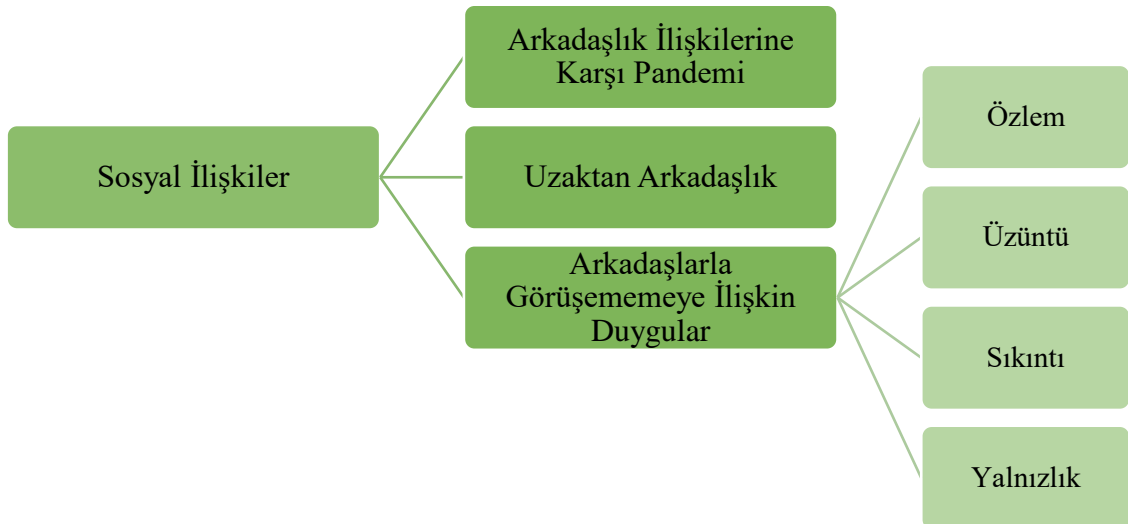 Sosyal İlişkiler
Arkadaşlık İlişkilerine
Karşı Pandemi
Uzaktan Arkadaşlık
Arkadaşlarla
Görüşememeye İlişkin
Duygular
Özlem
Üzüntü
Sıkıntı
Yalnızlık